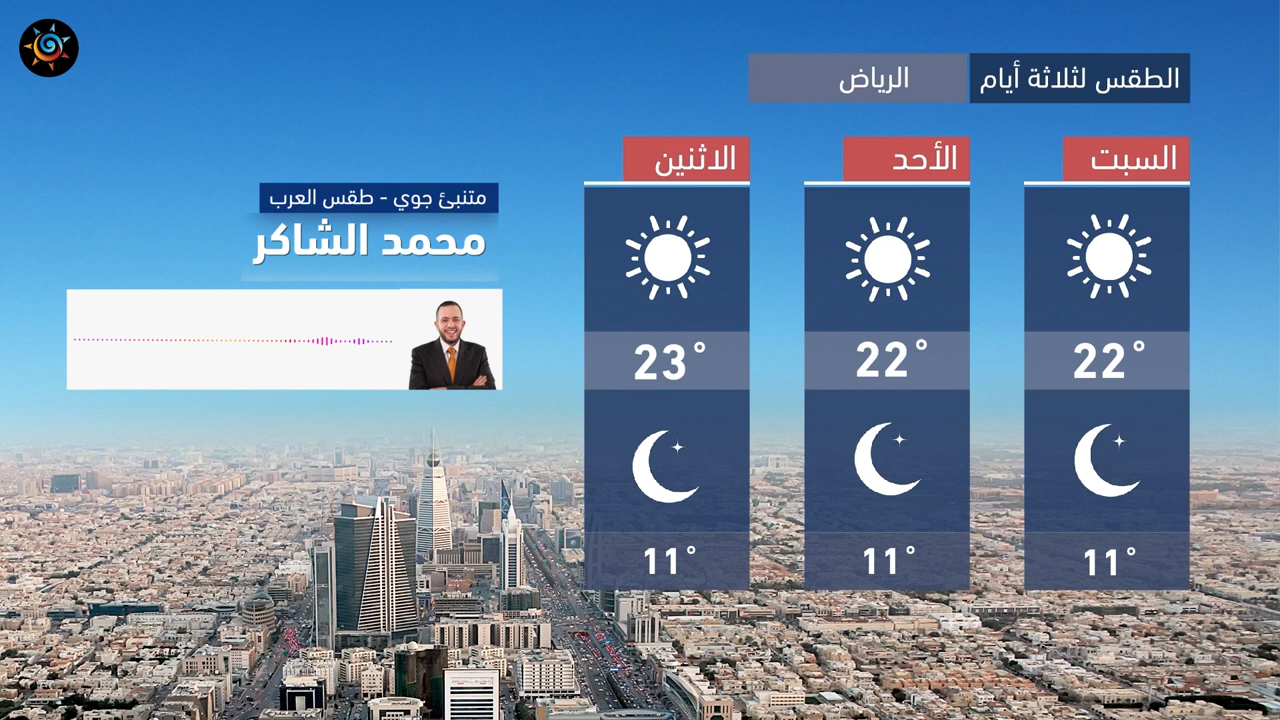 الطقس لثلاثة أيام
الرياض
السبت
22°
11°
الأحد
22°
11°
الاثنين
23°
11°
متنبئ جوي - طقس العرب
محمد الشاكر